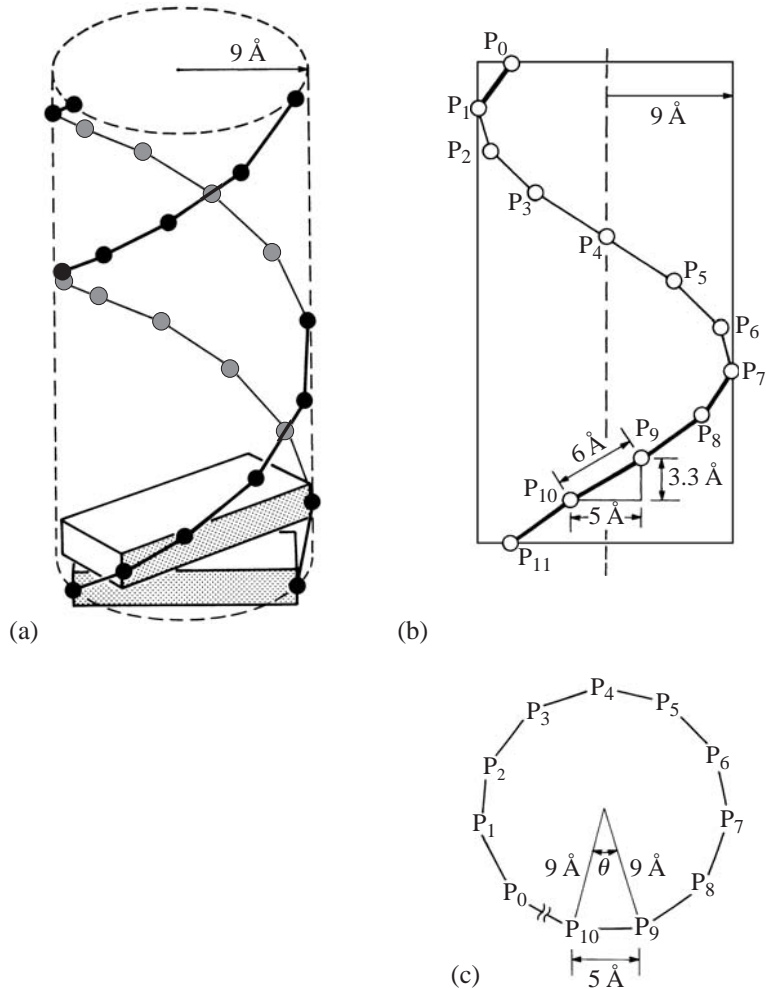 9 Å
(a)
P₀
P₁
9 Å
P₂
P₃
P₄
P₅
P₆
P₇
P₈
P₉
6 Å
3.3 Å
P₁₀
5 Å
P₁₁
(b)
P₄
P₃
P₅
P₂
P₆
P₁
P₇
9 Å θ 9 Å
P₈
P₀
P₁₀
P₉
5 Å
(c)